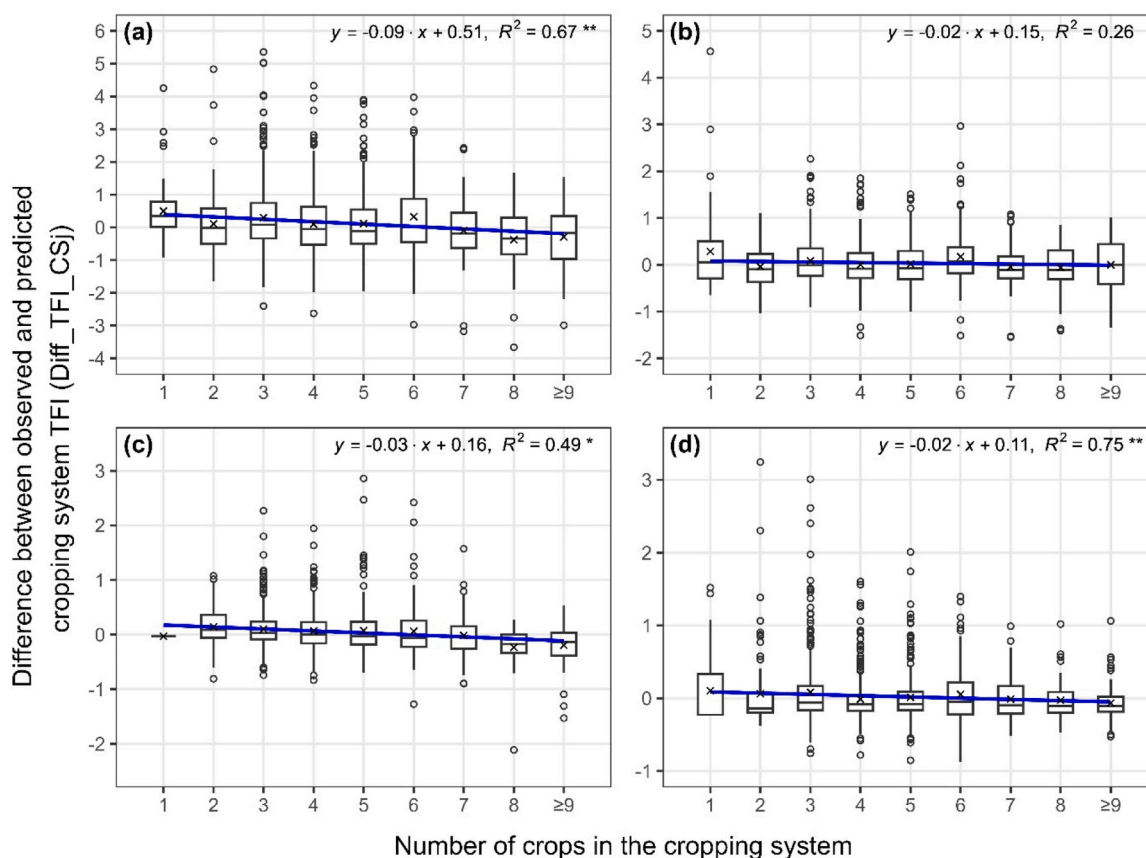 Difference between observed and predicted
cropping system TFI (Diff_TFI_CSj)
(a)
y = -0.09 · x + 0.51, R² = 0.67 **
6
5
4
3
2
1
0
-1
-2
-3
-4
1 2 3 4 5 6 7 8 ≥9
(b)
y = -0.02 · x + 0.15, R² = 0.26
5
4
3
2
1
0
-1
-2
1 2 3 4 5 6 7 8 ≥9
(c)
y = -0.03 · x + 0.16, R² = 0.49 *
3
2
1
0
-1
-2
1 2 3 4 5 6 7 8 ≥9
(d)
y = -0.02 · x + 0.11, R² = 0.75 **
3
2
1
0
-1
1 2 3 4 5 6 7 8 ≥9
Number of crops in the cropping system